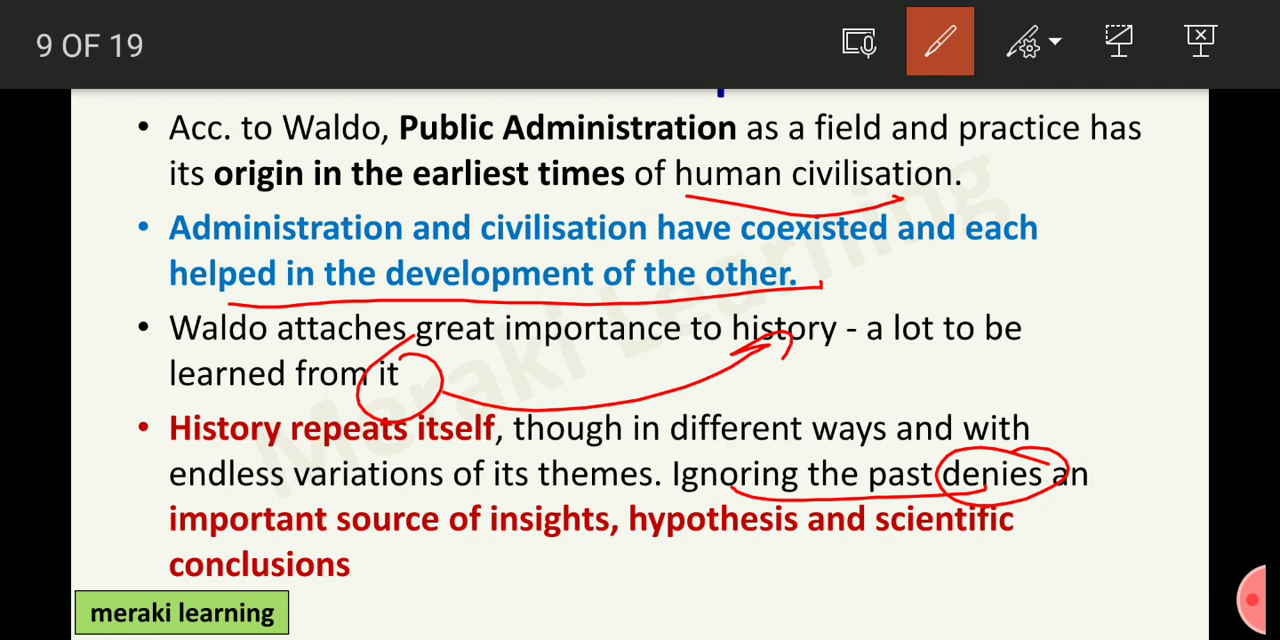 9 OF 19
• Acc. to Waldo, Public Administration as a field and practice has
its origin in the earliest times of human civilisation.
• Administration and civilisation have coexisted and each
helped in the development of the other.
• Waldo attaches great importance to history - a lot to be
learned from it
• History repeats itself, though in different ways and with
endless variations of its themes. Ignoring the past denies an
important source of insights, hypothesis and scientific
conclusions
Meraki Learning
meraki learning